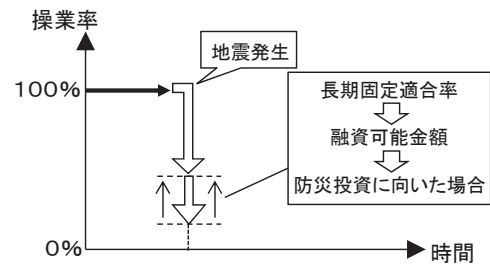 操業率
地震発生
100%
長期固定適合率
融資可能金額
防災投資に向いた場合
0%
時間